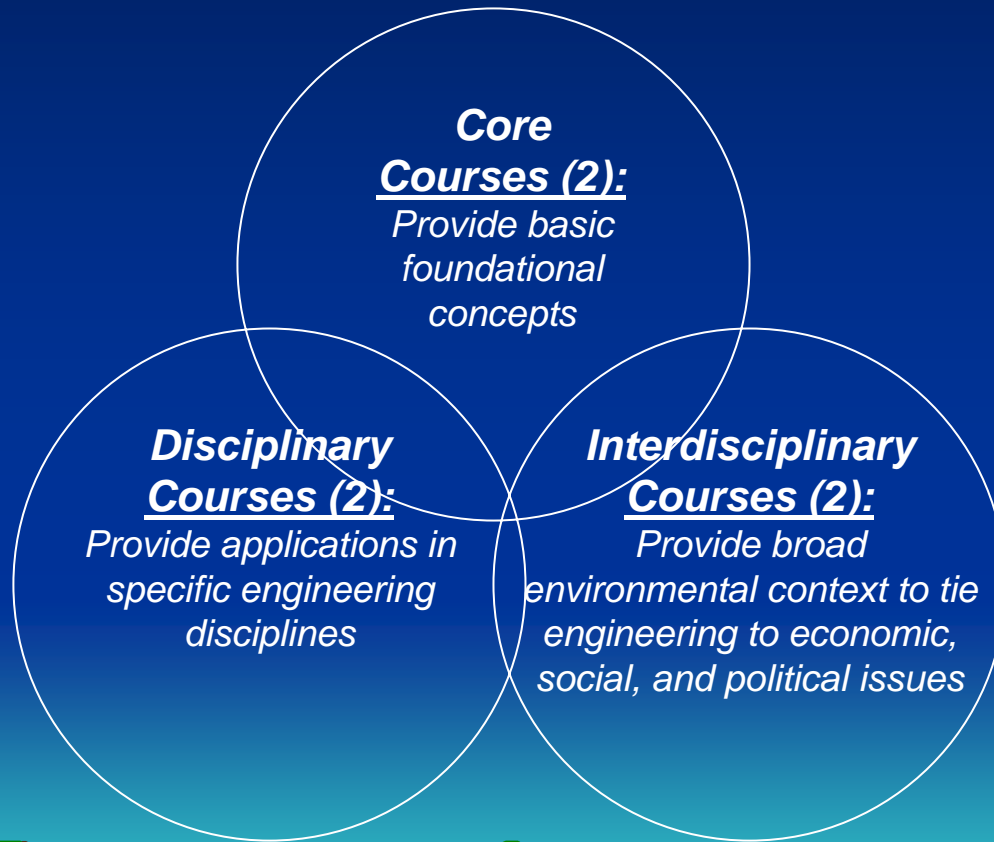 Core
Courses (2):
Provide basic
foundational
concepts
Disciplinary
Courses (2):
Provide applications in
specific engineering
disciplines
Interdisciplinary
Courses (2):
Provide broad
environmental context to tie
engineering to economic,
social, and political issues